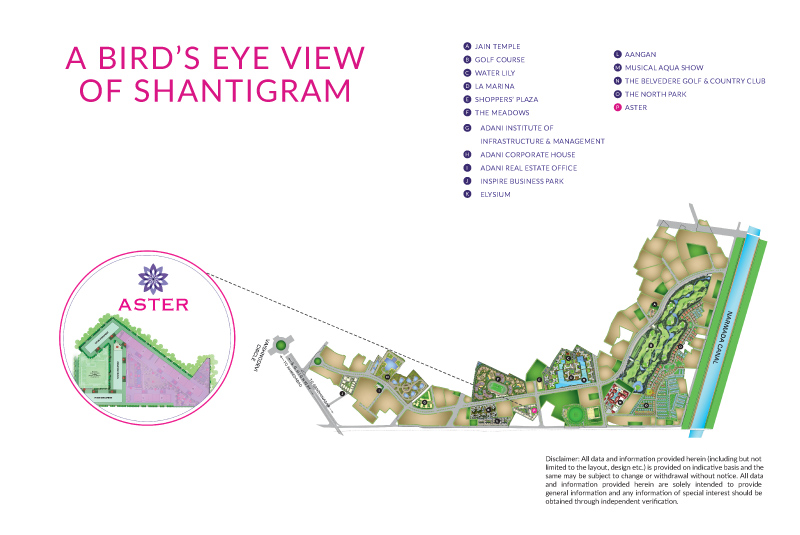 A BIRD'S EYE VIEW
OF SHANTIGRAM
A JAIN TEMPLE
B GOLF COURSE
C WATER LILY
D LA MARINA
E SHOPPERS' PLAZA
F THE MEADOWS
G ADANI INSTITUTE OF
INFRASTRUCTURE & MANAGEMENT
H ADANI CORPORATE HOUSE
I ADANI REAL ESTATE OFFICE
J INSPIRE BUSINESS PARK
K ELYSIUM
L AANGAN
M MUSICAL AQUA SHOW
N THE BELVEDERE GOLF & COUNTRY CLUB
O THE NORTH PARK
P ASTER
ASTER
VAISHNODEVI
CIRCLE
NARMADA CANAL
Disclaimer: All data and information provided herein (including but not
limited to the layout, design etc.) is provided on indicative basis and the
same may be subject to change or withdrawal without notice. All data
and information provided herein are solely intended to provide
general information and any information of special interest should be
obtained through independent verification.